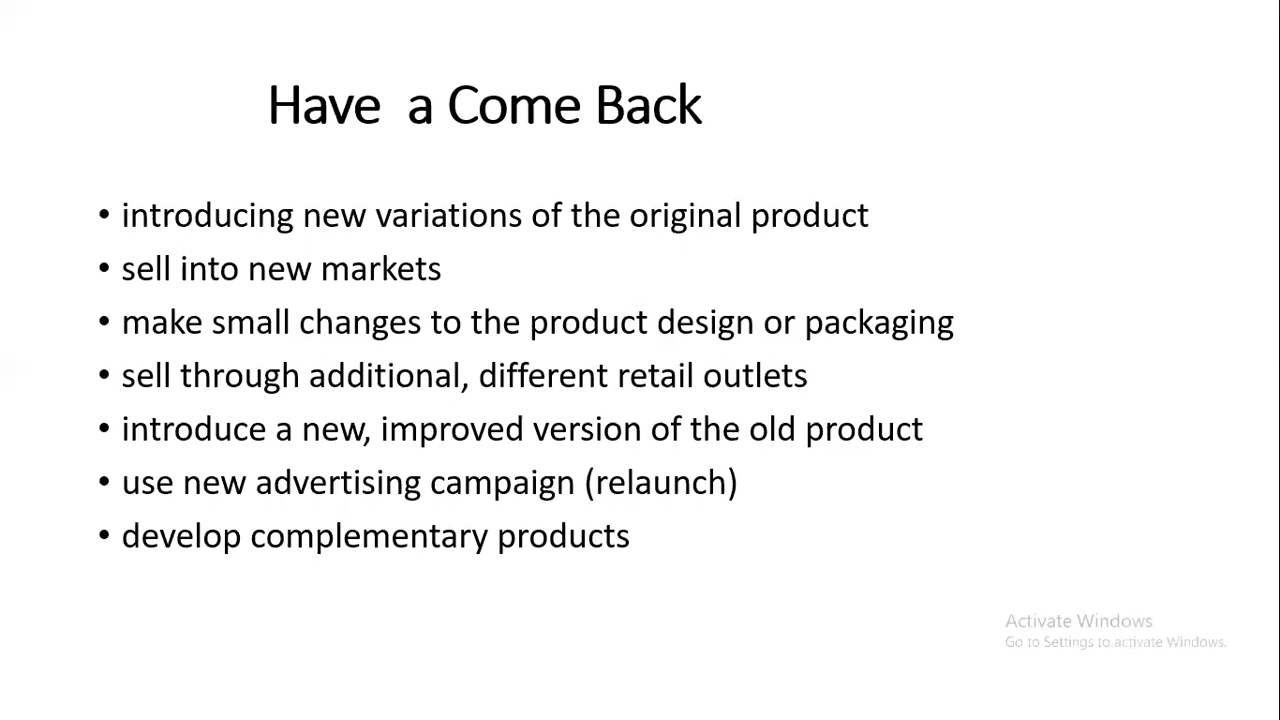 Have  a Come Back
• introducing new variations of the original product
• sell into new markets
• make small changes to the product design or packaging
• sell through additional, different retail outlets
• introduce a new, improved version of the old product
• use new advertising campaign (relaunch)
• develop complementary products
Activate Windows
Go to Settings to activate Windows.